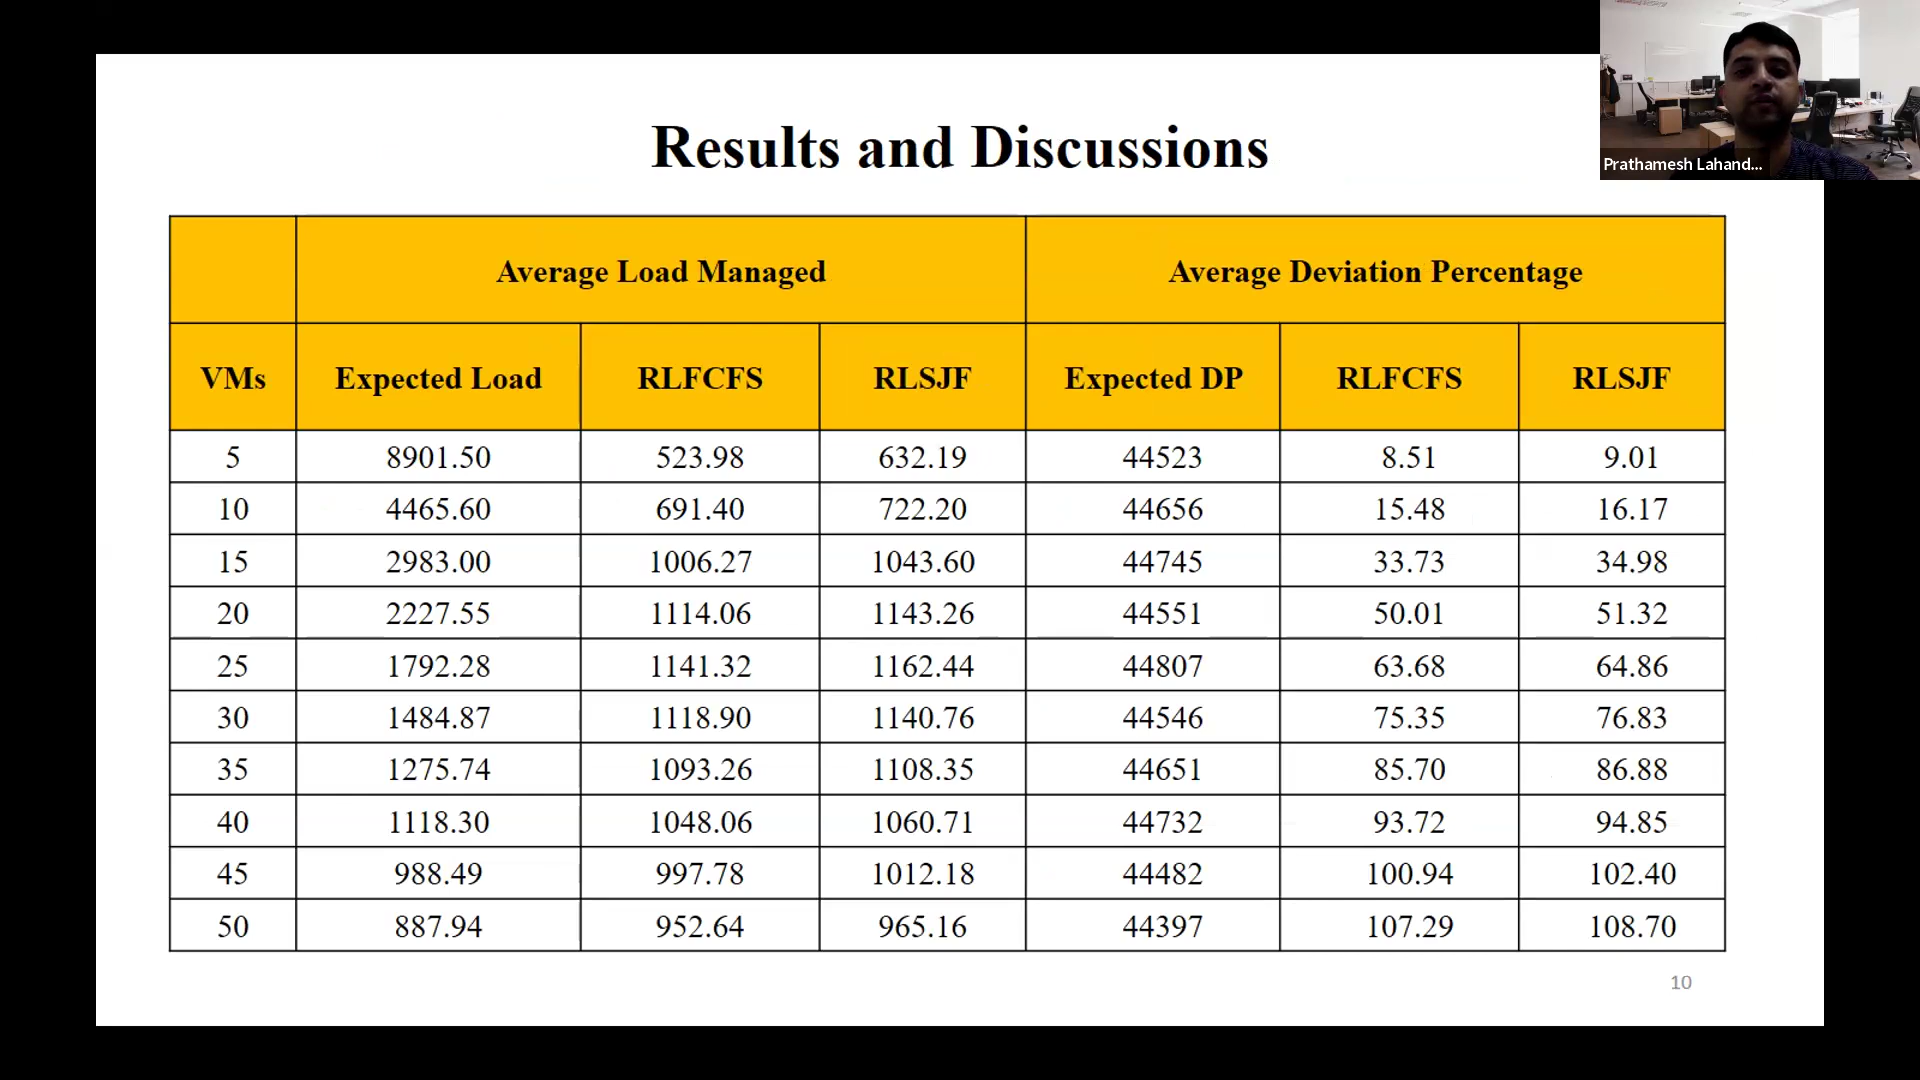 Results and Discussions
Prathamesh Lahand...
Average Load Managed Average Deviation Percentage
VMs Expected Load RLFCFS RLSJF Expected DP RLFCFS RLSJF
5 8901.50 523.98 632.19 44523 8.51 9.01
10 4465.60 691.40 722.20 44656 15.48 16.17
15 2983.00 1006.27 1043.60 44745 33.73 34.98
20 2227.55 1114.06 1143.26 44551 50.01 51.32
25 1792.28 1141.32 1162.44 44807 63.68 64.86
30 1484.87 1118.90 1140.76 44546 75.35 76.83
35 1275.74 1093.26 1108.35 44651 85.70 86.88
40 1118.30 1048.06 1060.71 44732 93.72 94.85
45 988.49 997.78 1012.18 44482 100.94 102.40
50 887.94 952.64 965.16 44397 107.29 108.70
10